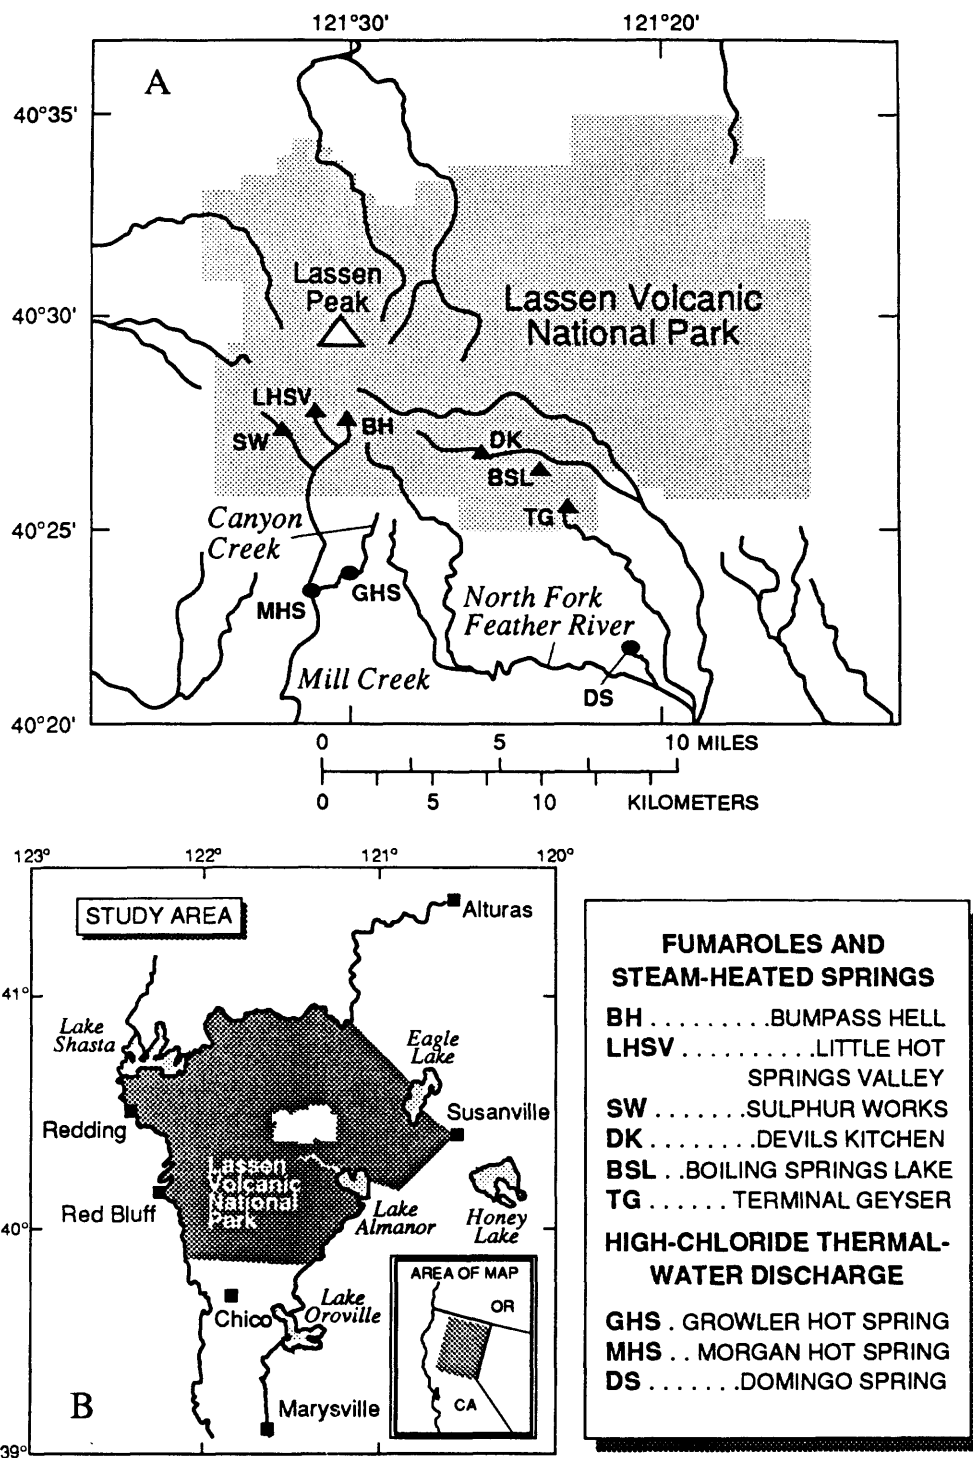 121°30' 121°20'
A
40°35'
Lassen
Peak
40°30'
Lassen Volcanic
National Park
LHSV
BH
SW
DK
BSL
TG
40°25'
Canyon
Creek
MHS
GHS
North Fork
Feather River
Mill Creek
DS
40°20'
0 5 10 MILES
0 5 10 KILOMETERS
123° 122° 121° 120°
STUDY AREA
Alturas
41°
Lake
Shasta
Eagle
Lake
Susanville
Redding
Lassen
Volcanic
National
Park
Red Bluff
Lake
Almanor
Honey
Lake
40°
AREA OF MAP
OR
CA
Chico
Lake
Oroville
B
Marysville
39°
FUMAROLES AND
STEAM-HEATED SPRINGS
BH . . . . . . . . . BUMPASS HELL
LHSV . . . . . . . . . . LITTLE HOT
SPRINGS VALLEY
SW . . . . . . . SULPHUR WORKS
DK . . . . . . . . DEVILS KITCHEN
BSL . . BOILING SPRINGS LAKE
TG . . . . . . TERMINAL GEYSER
HIGH-CHLORIDE THERMAL-
WATER DISCHARGE
GHS . GROWLER HOT SPRING
MHS . . MORGAN HOT SPRING
DS . . . . . . . DOMINGO SPRING